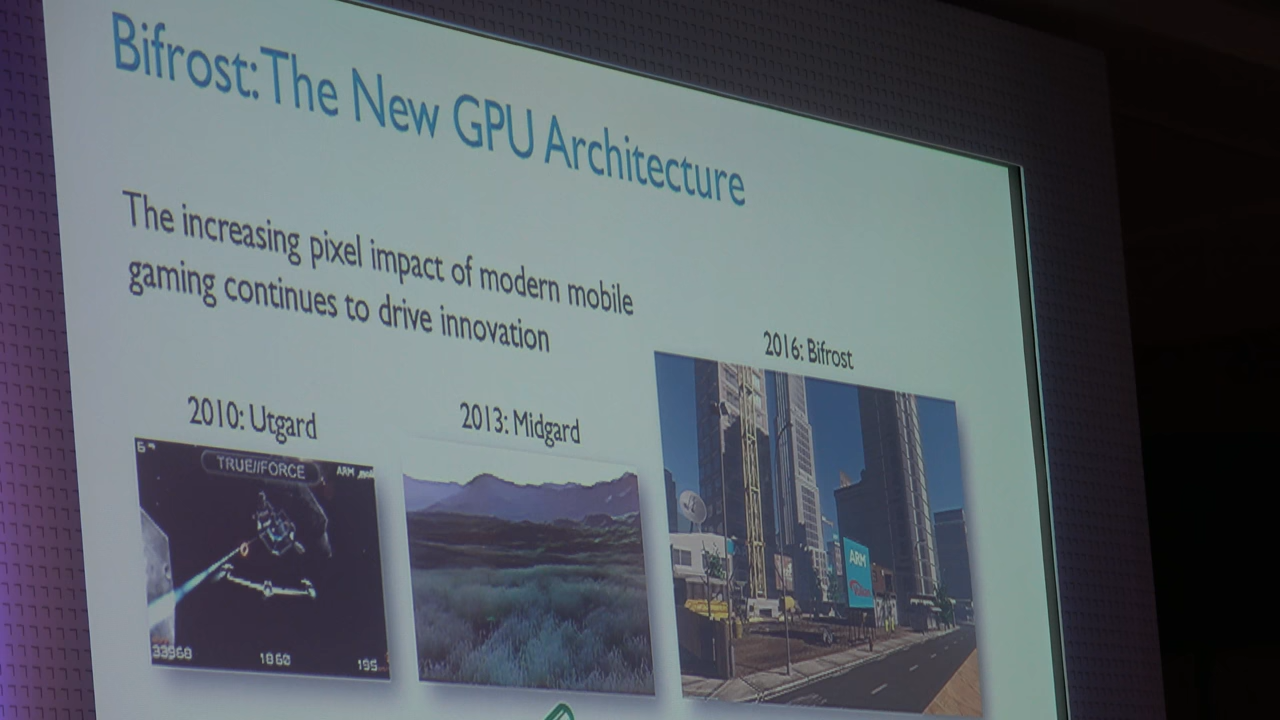 Bifrost: The New GPU Architecture
The increasing pixel impact of modern mobile
gaming continues to drive innovation
2010: Utgard
2013: Midgard
2016: Bifrost
TRUE//FORCE
ARM
33968
1860
195
ARM